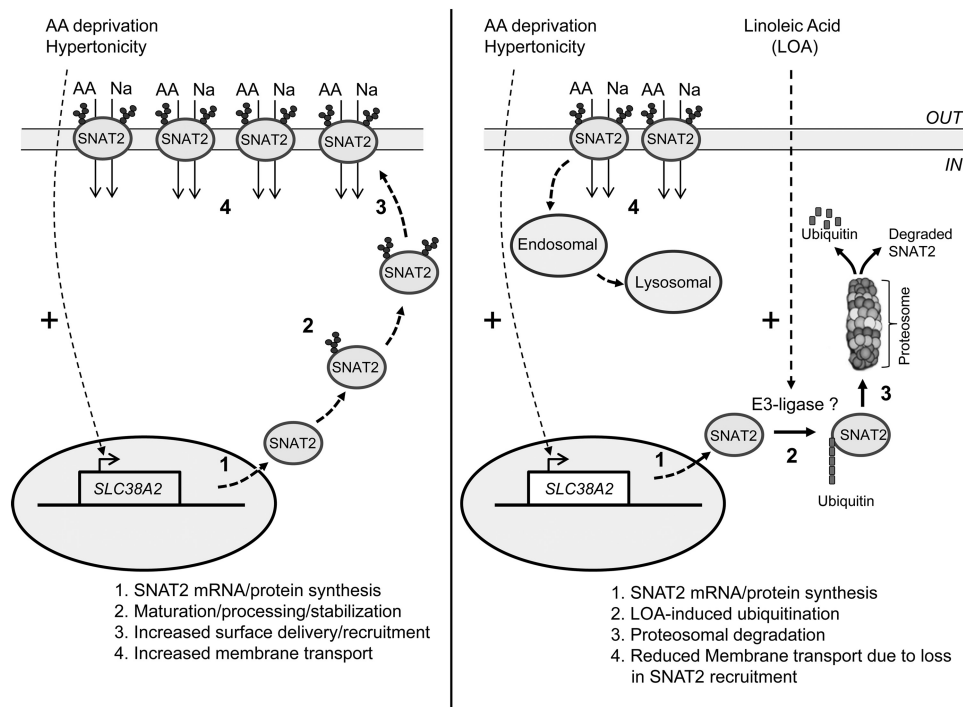 AA deprivation
Hypertonicity
AA Na
AA Na
AA Na
AA Na
SNAT2
SNAT2
SNAT2
SNAT2
4
3
SNAT2
+
2
SNAT2
SNAT2
1
SLC38A2
1. SNAT2 mRNA/protein synthesis
2. Maturation/processing/stabilization
3. Increased surface delivery/recruitment
4. Increased membrane transport
AA deprivation
Hypertonicity
Linoleic Acid
(LOA)
AA Na
AA Na
OUT
SNAT2
SNAT2
IN
4
Endosomal
Lysosomal
Ubiquitin
Degraded
SNAT2
Proteosome
+
+
3
E3-ligase ?
SNAT2
SNAT2
2
1
Ubiquitin
SLC38A2
1. SNAT2 mRNA/protein synthesis
2. LOA-induced ubiquitination
3. Proteosomal degradation
4. Reduced Membrane transport due to loss
in SNAT2 recruitment